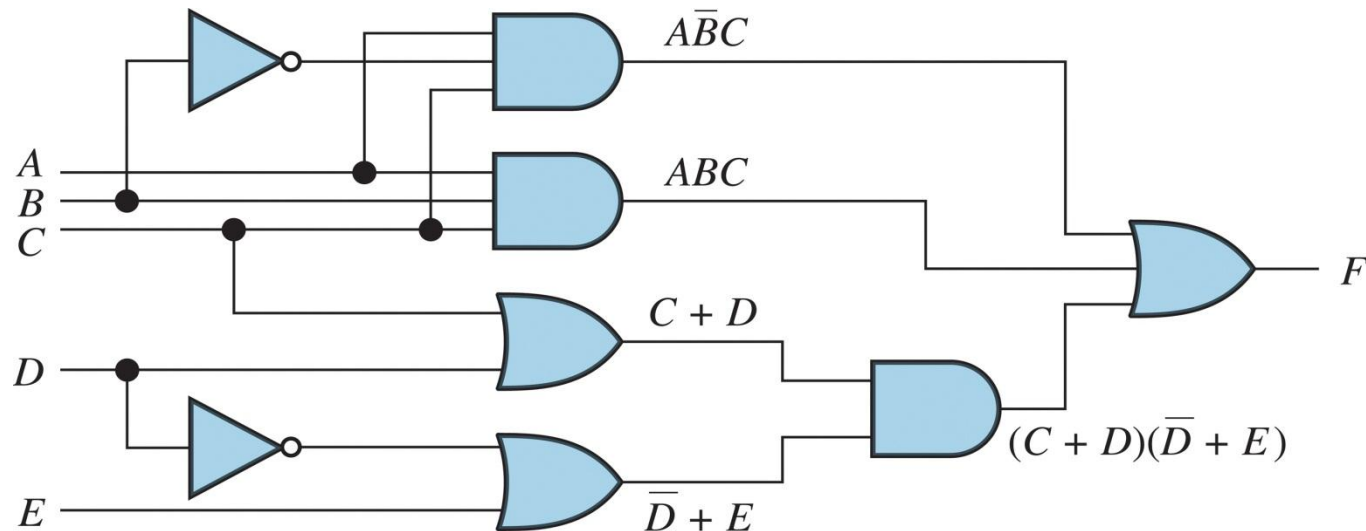 AB̅C
A
B
C
ABC
F
C + D
D
(C + D)(D̅ + E)
E
D̅ + E